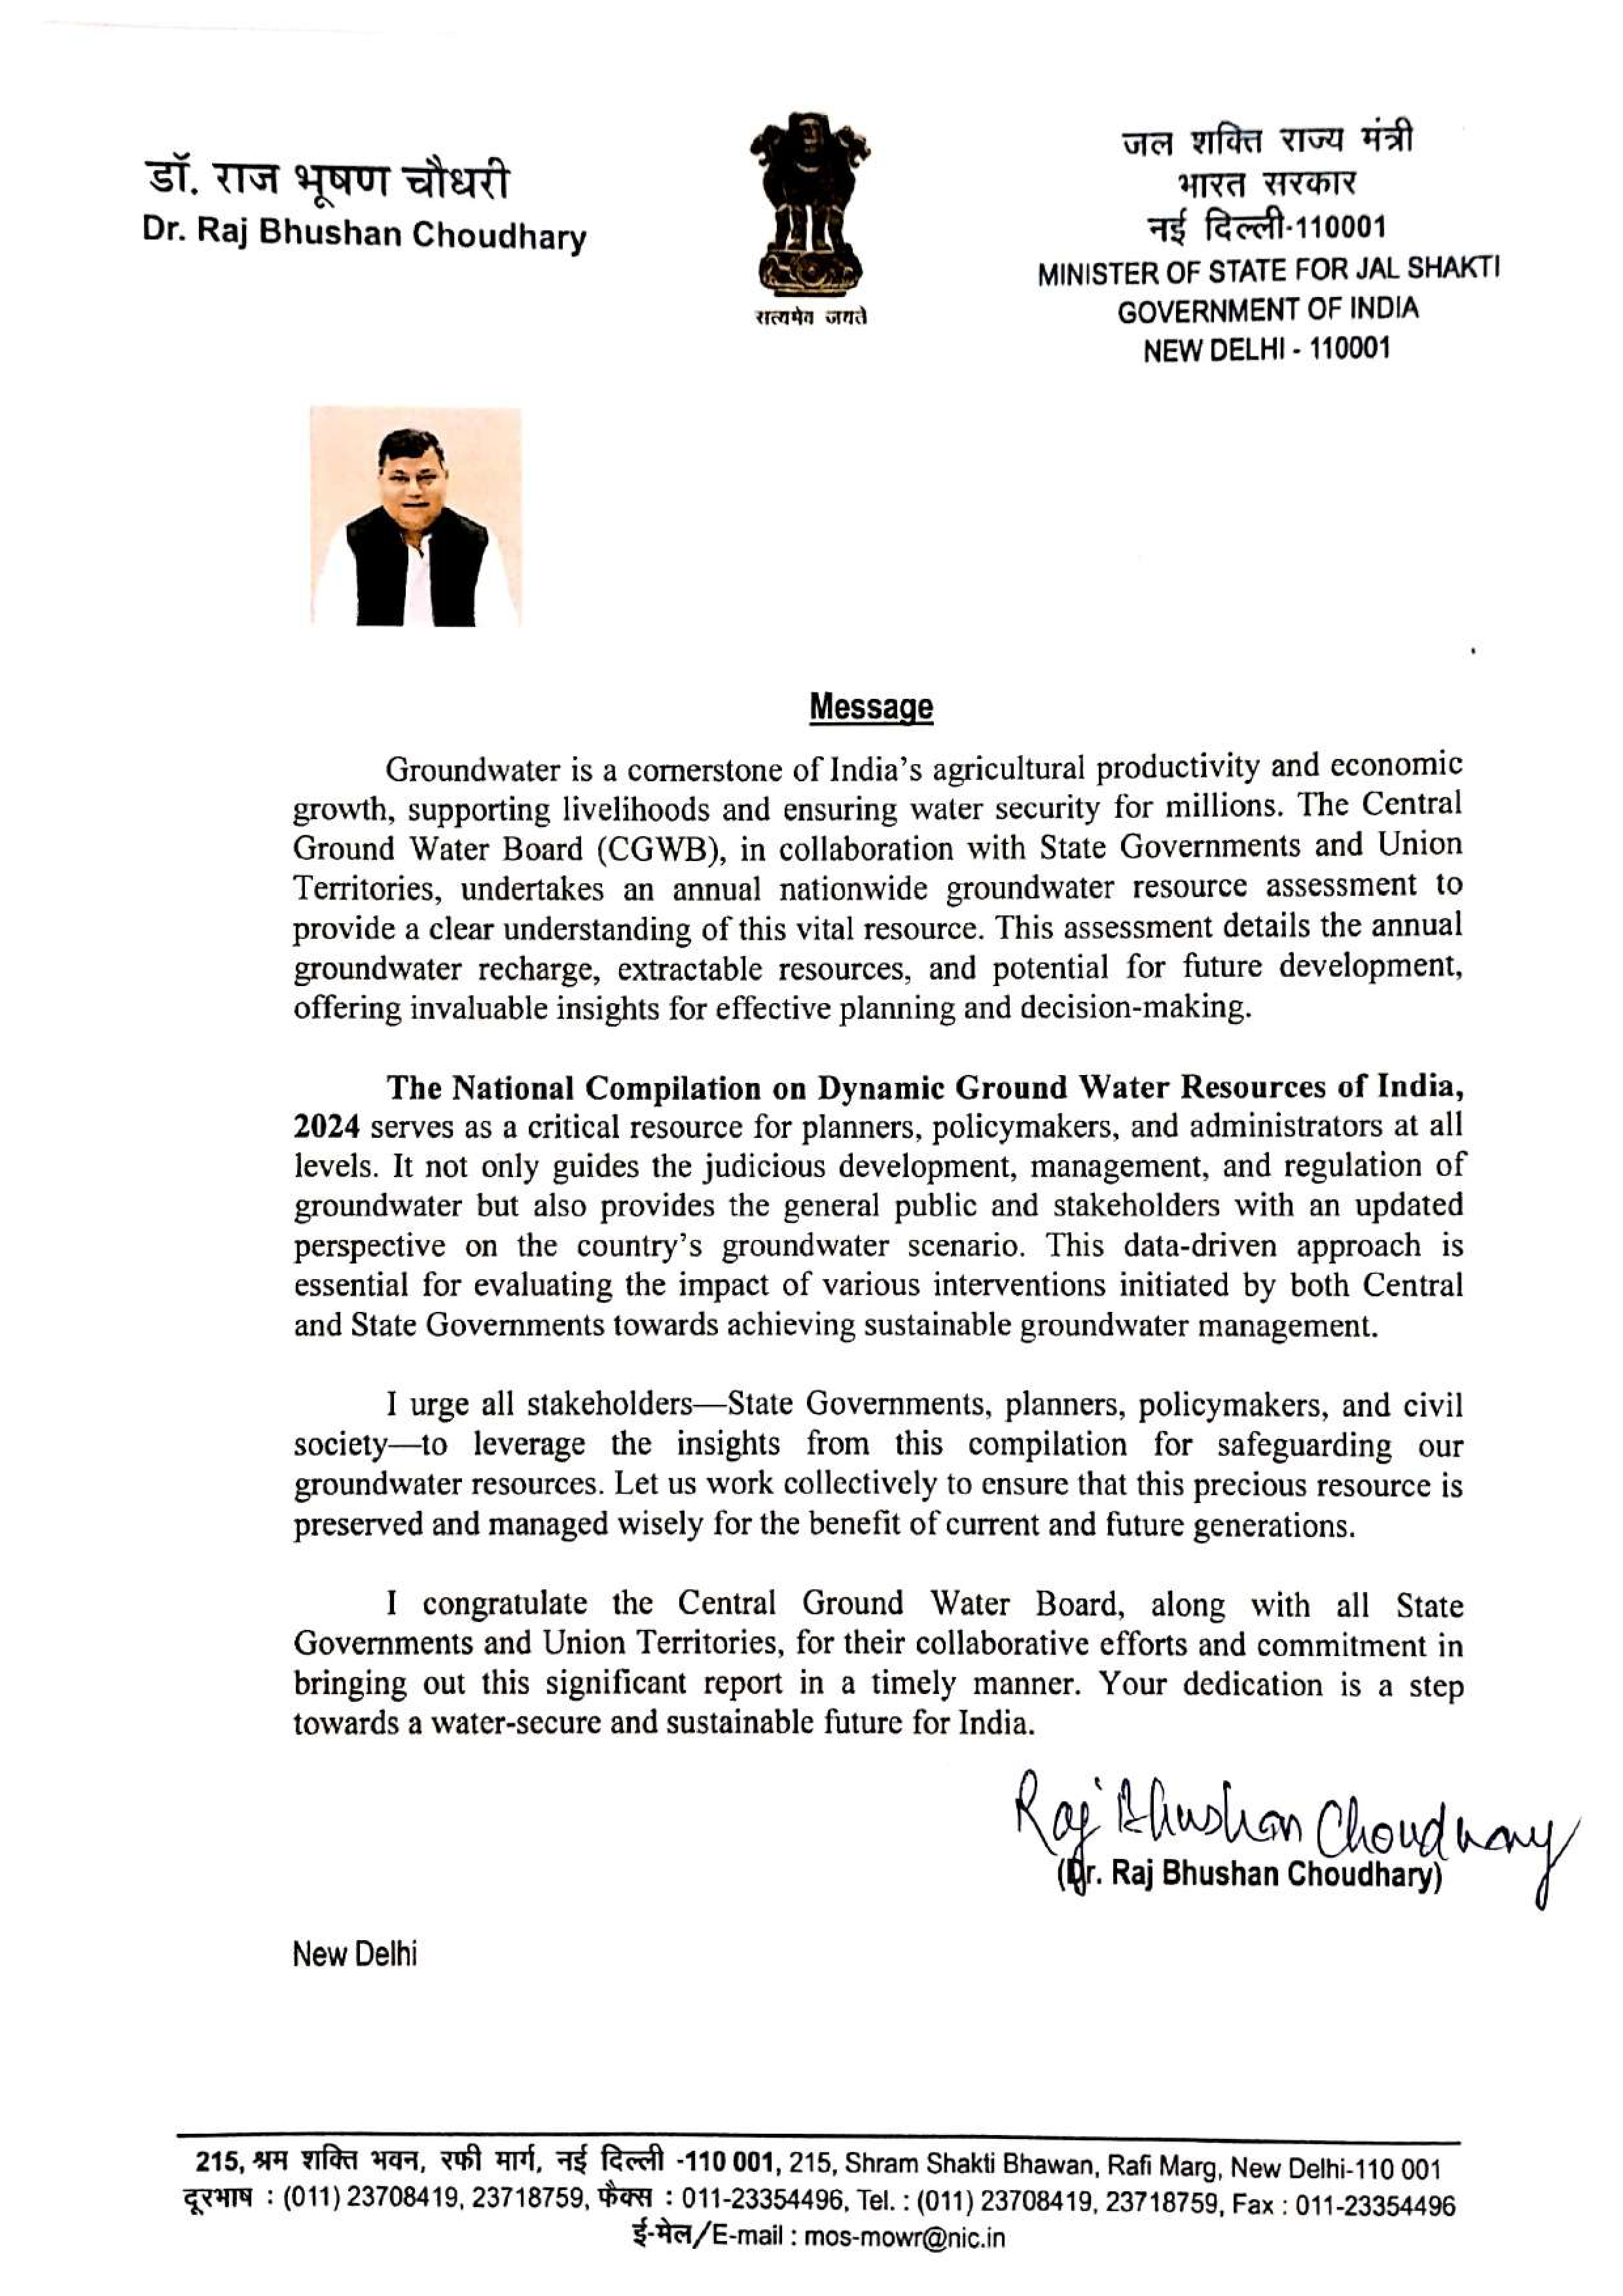 डॉ. राज भूषण चौधरी
Dr. Raj Bhushan Choudhary
सत्यमेव जयते
जल शक्ति राज्य मंत्री
भारत सरकार
नई दिल्ली-110001
MINISTER OF STATE FOR JAL SHAKTI
GOVERNMENT OF INDIA
NEW DELHI - 110001
Message
Groundwater is a cornerstone of India's agricultural productivity and economic
growth, supporting livelihoods and ensuring water security for millions. The Central
Ground Water Board (CGWB), in collaboration with State Governments and Union
Territories, undertakes an annual nationwide groundwater resource assessment to
provide a clear understanding of this vital resource. This assessment details the annual
groundwater recharge, extractable resources, and potential for future development,
offering invaluable insights for effective planning and decision-making.
The National Compilation on Dynamic Ground Water Resources of India,
2024 serves as a critical resource for planners, policymakers, and administrators at all
levels. It not only guides the judicious development, management, and regulation of
groundwater but also provides the general public and stakeholders with an updated
perspective on the country's groundwater scenario. This data-driven approach is
essential for evaluating the impact of various interventions initiated by both Central
and State Governments towards achieving sustainable groundwater management.
I urge all stakeholders—State Governments, planners, policymakers, and civil
society—to leverage the insights from this compilation for safeguarding our
groundwater resources. Let us work collectively to ensure that this precious resource is
preserved and managed wisely for the benefit of current and future generations.
I congratulate the Central Ground Water Board, along with all State
Governments and Union Territories, for their collaborative efforts and commitment in
bringing out this significant report in a timely manner. Your dedication is a step
towards a water-secure and sustainable future for India.
Raj Bhushan Choudhary
(Dr. Raj Bhushan Choudhary)
New Delhi
215, श्रम शक्ति भवन, रफी मार्ग, नई दिल्ली -110 001, 215, Shram Shakti Bhawan, Rafi Marg, New Delhi-110 001
दूरभाष : (011) 23708419, 23718759, फैक्स : 011-23354496, Tel. : (011) 23708419, 23718759, Fax : 011-23354496
ई-मेल/E-mail : mos-mowr@nic.in